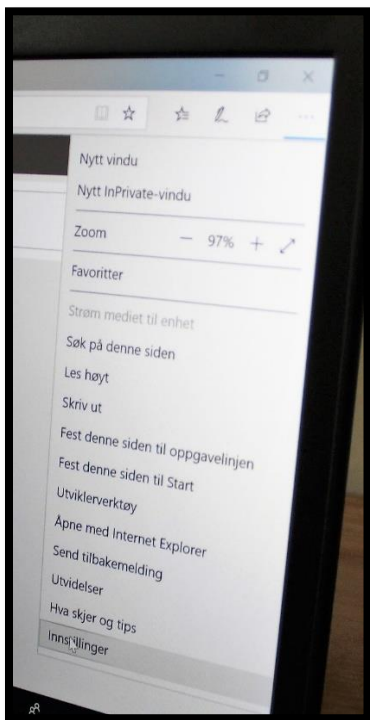 Nytt vindu
Nytt InPrivate-vindu
Zoom — 97% +
Favoritter
Strøm mediet til enhet
Søk på denne siden
Les høyt
Skriv ut
Fest denne siden til oppgavelinjen
Fest denne siden til Start
Utviklerverktøy
Åpne med Internet Explorer
Send tilbakemelding
Utvidelser
Hva skjer og tips
Innstillinger